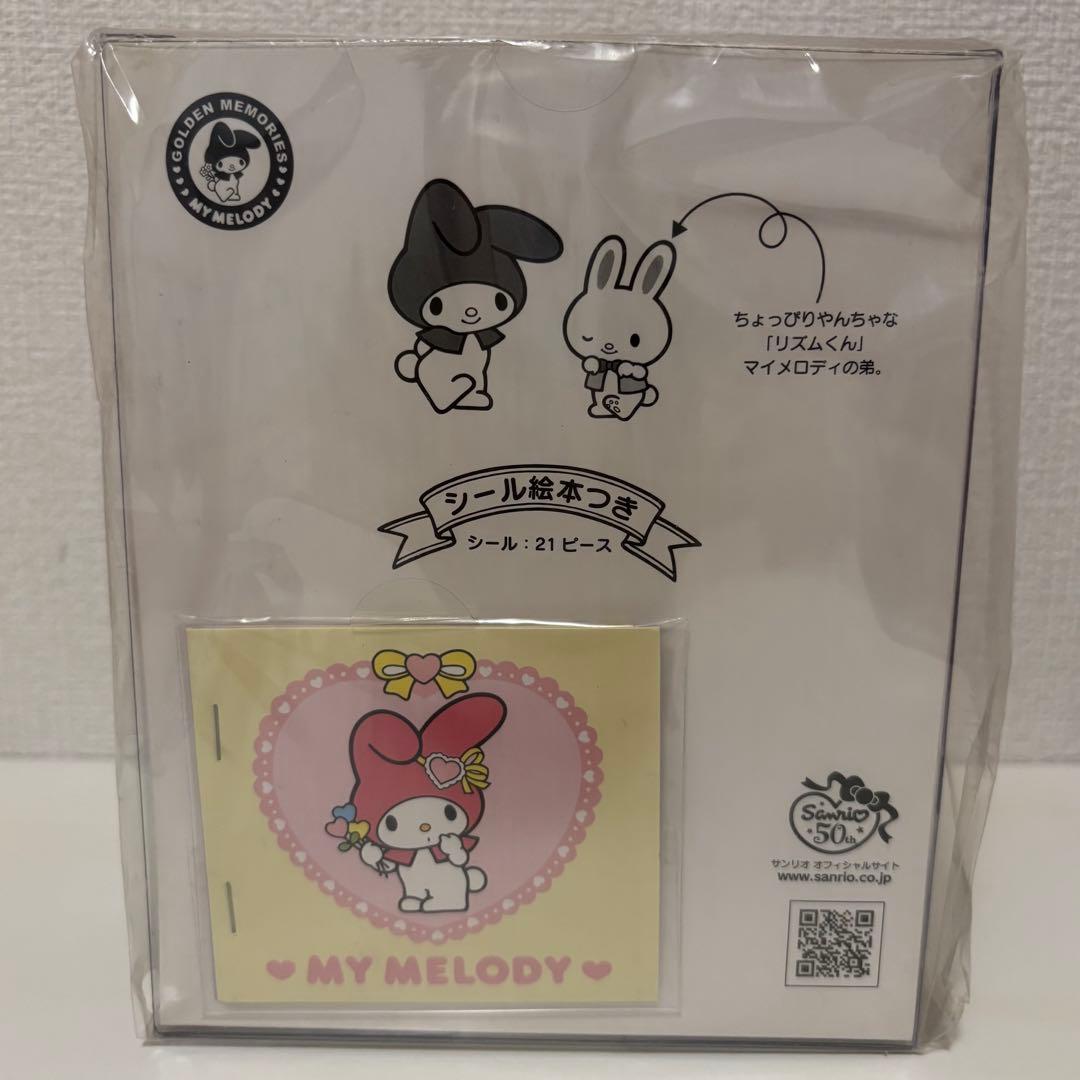 GOLDEN MEMORIES
MY MELODY
ちょっぴりやんちゃな
「リズムくん」
マイメロディの弟。
シール絵本つき
シール：21ピース
MY MELODY
Sanrio
50th
サンリオ オフィシャルサイト
www.sanrio.co.jp